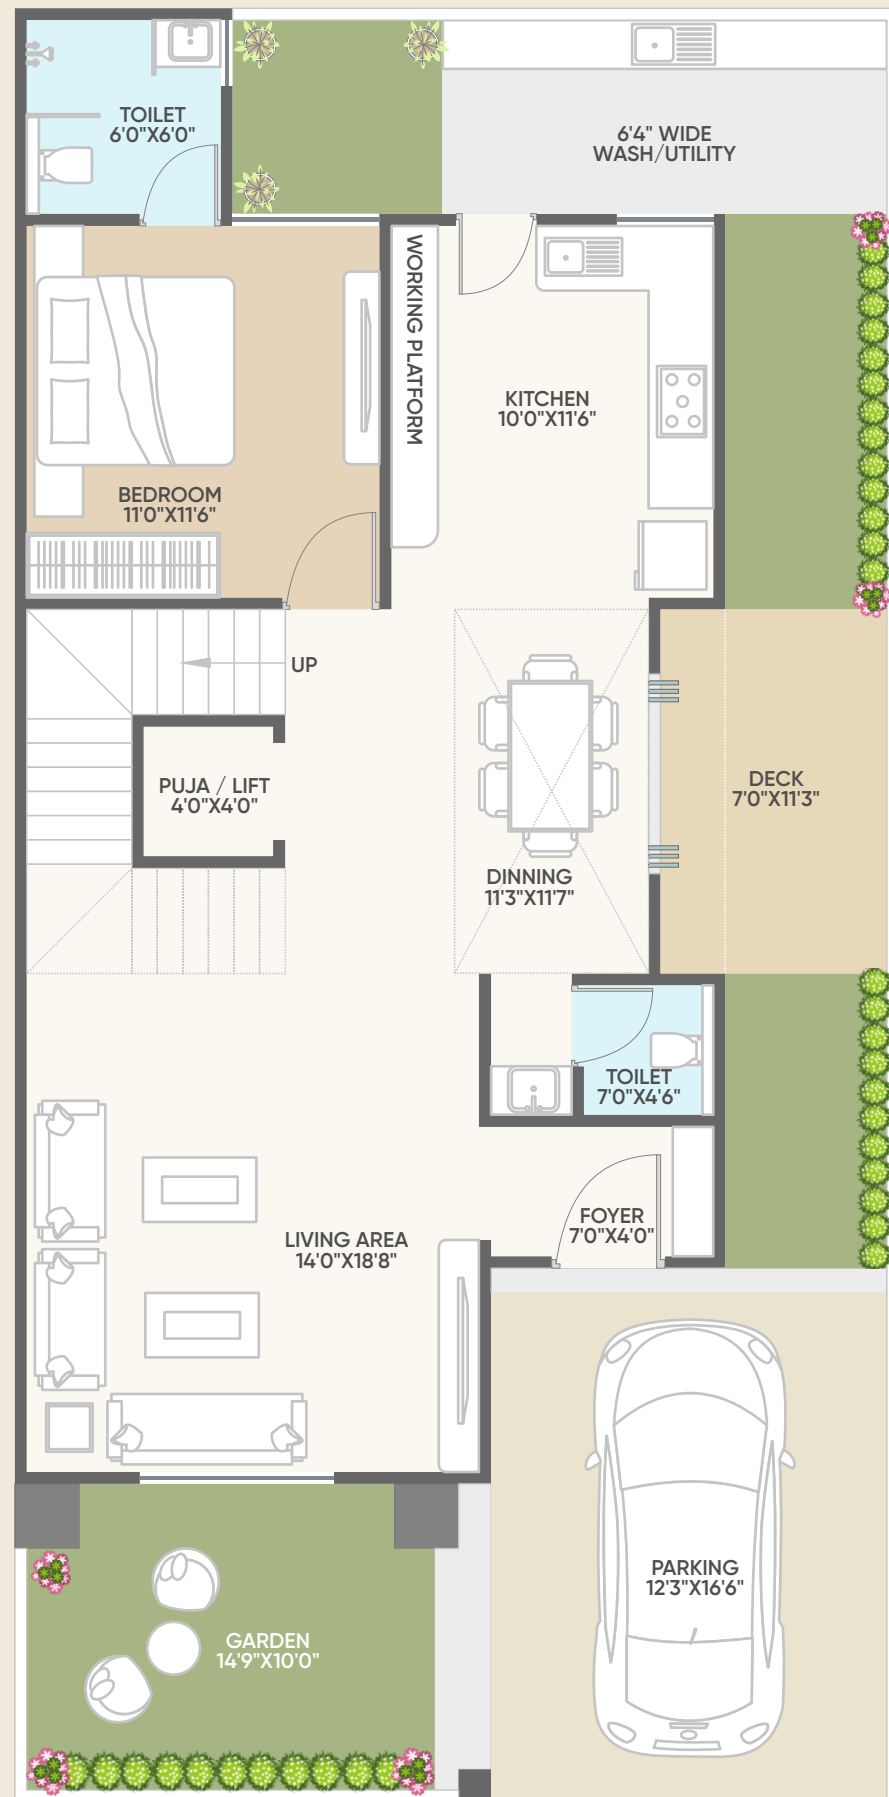 TOILET
6'0"X6'0"
6'4" WIDE
WASH/UTILITY
WORKING PLATFORM
KITCHEN
10'0"X11'6"
BEDROOM
11'0"X11'6"
UP
PUJA / LIFT
4'0"X4'0"
DECK
7'0"X11'3"
DINNING
11'3"X11'7"
TOILET
7'0"X4'6"
FOYER
7'0"X4'0"
LIVING AREA
14'0"X18'8"
PARKING
12'3"X16'6"
GARDEN
14'9"X10'0"